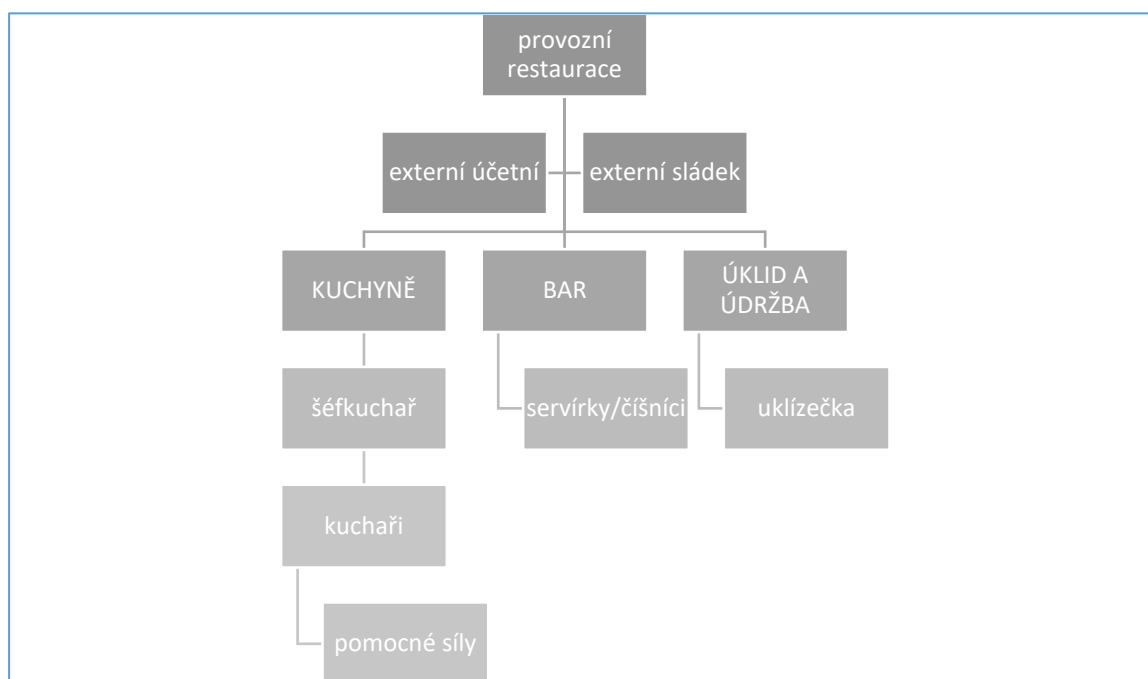 provozní
restaurace
externí účetní
externí sládek
KUCHYNĚ
BAR
ÚKLID A
ÚDRŽBA
šéfkuchař
servírky/číšníci
uklízečka
kuchaři
pomocné síly